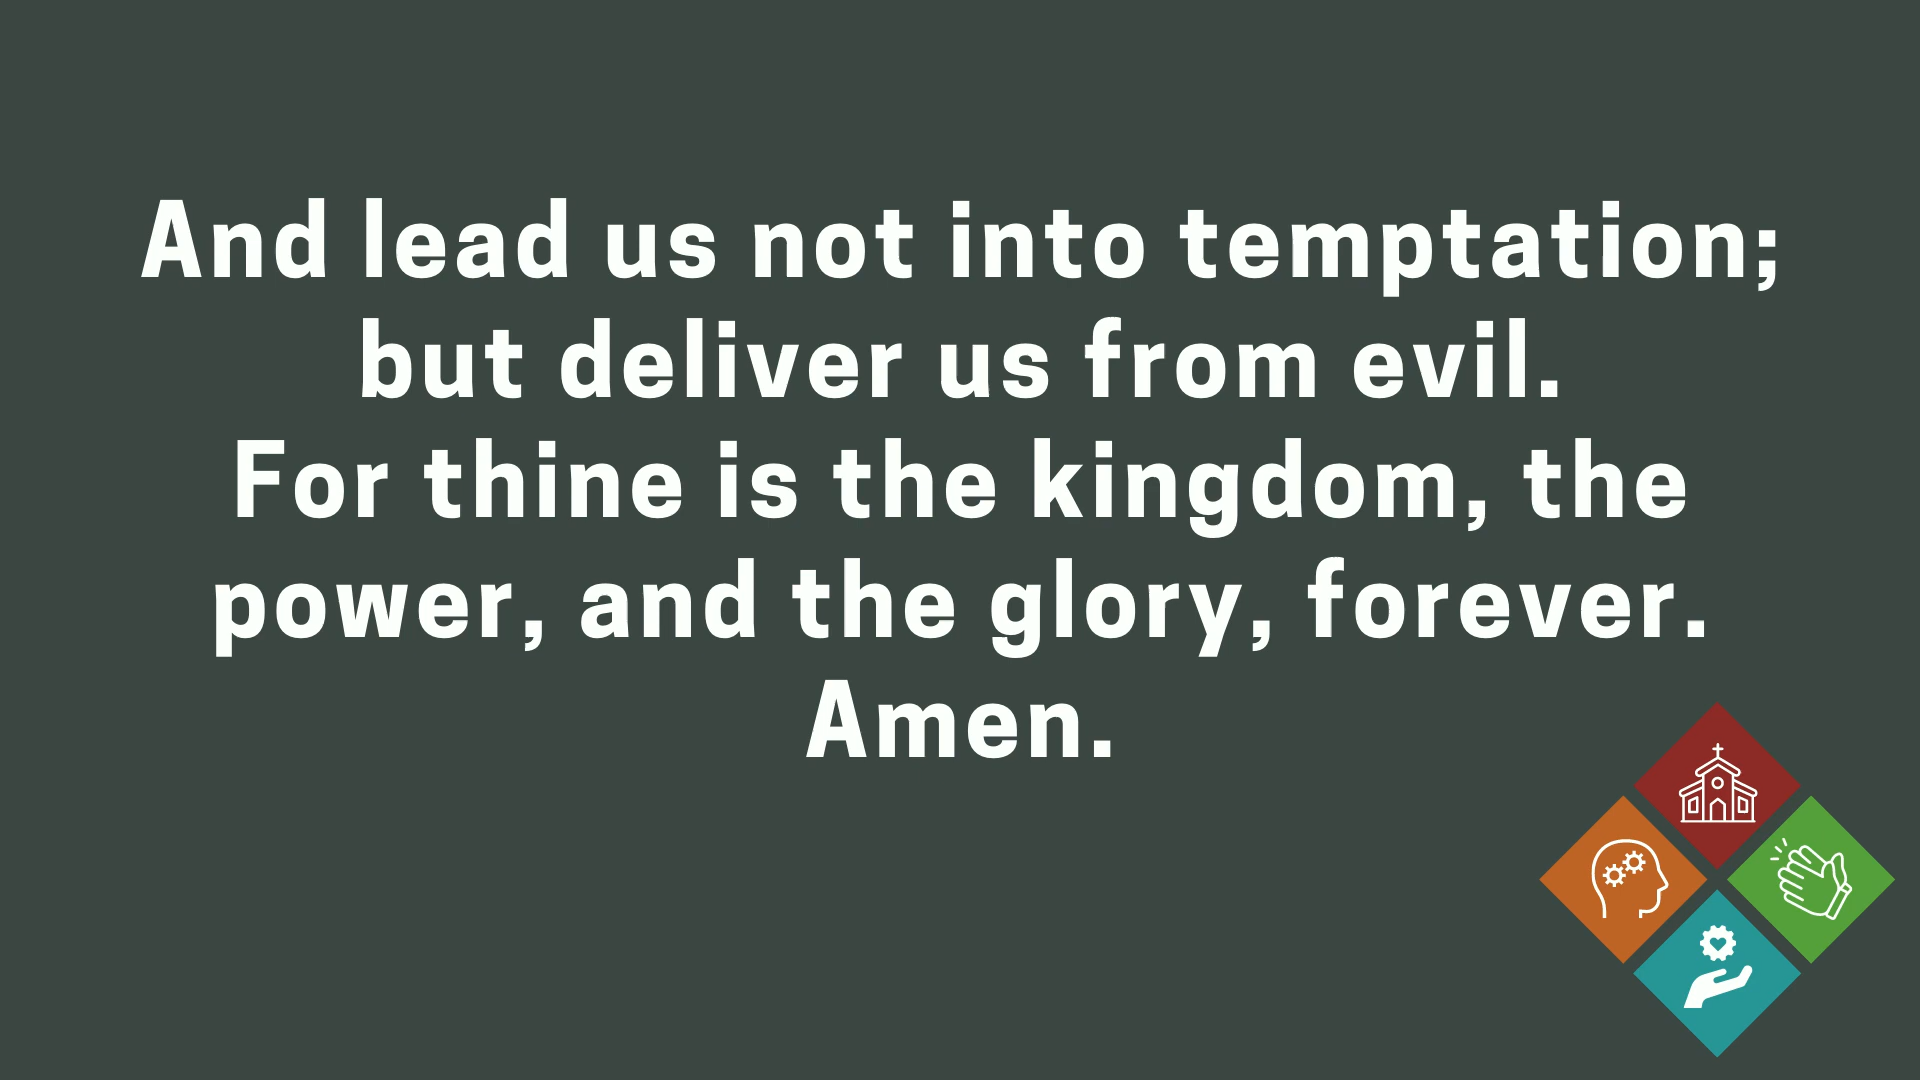 And lead us not into temptation;
but deliver us from evil.
For thine is the kingdom, the
power, and the glory, forever.
Amen.